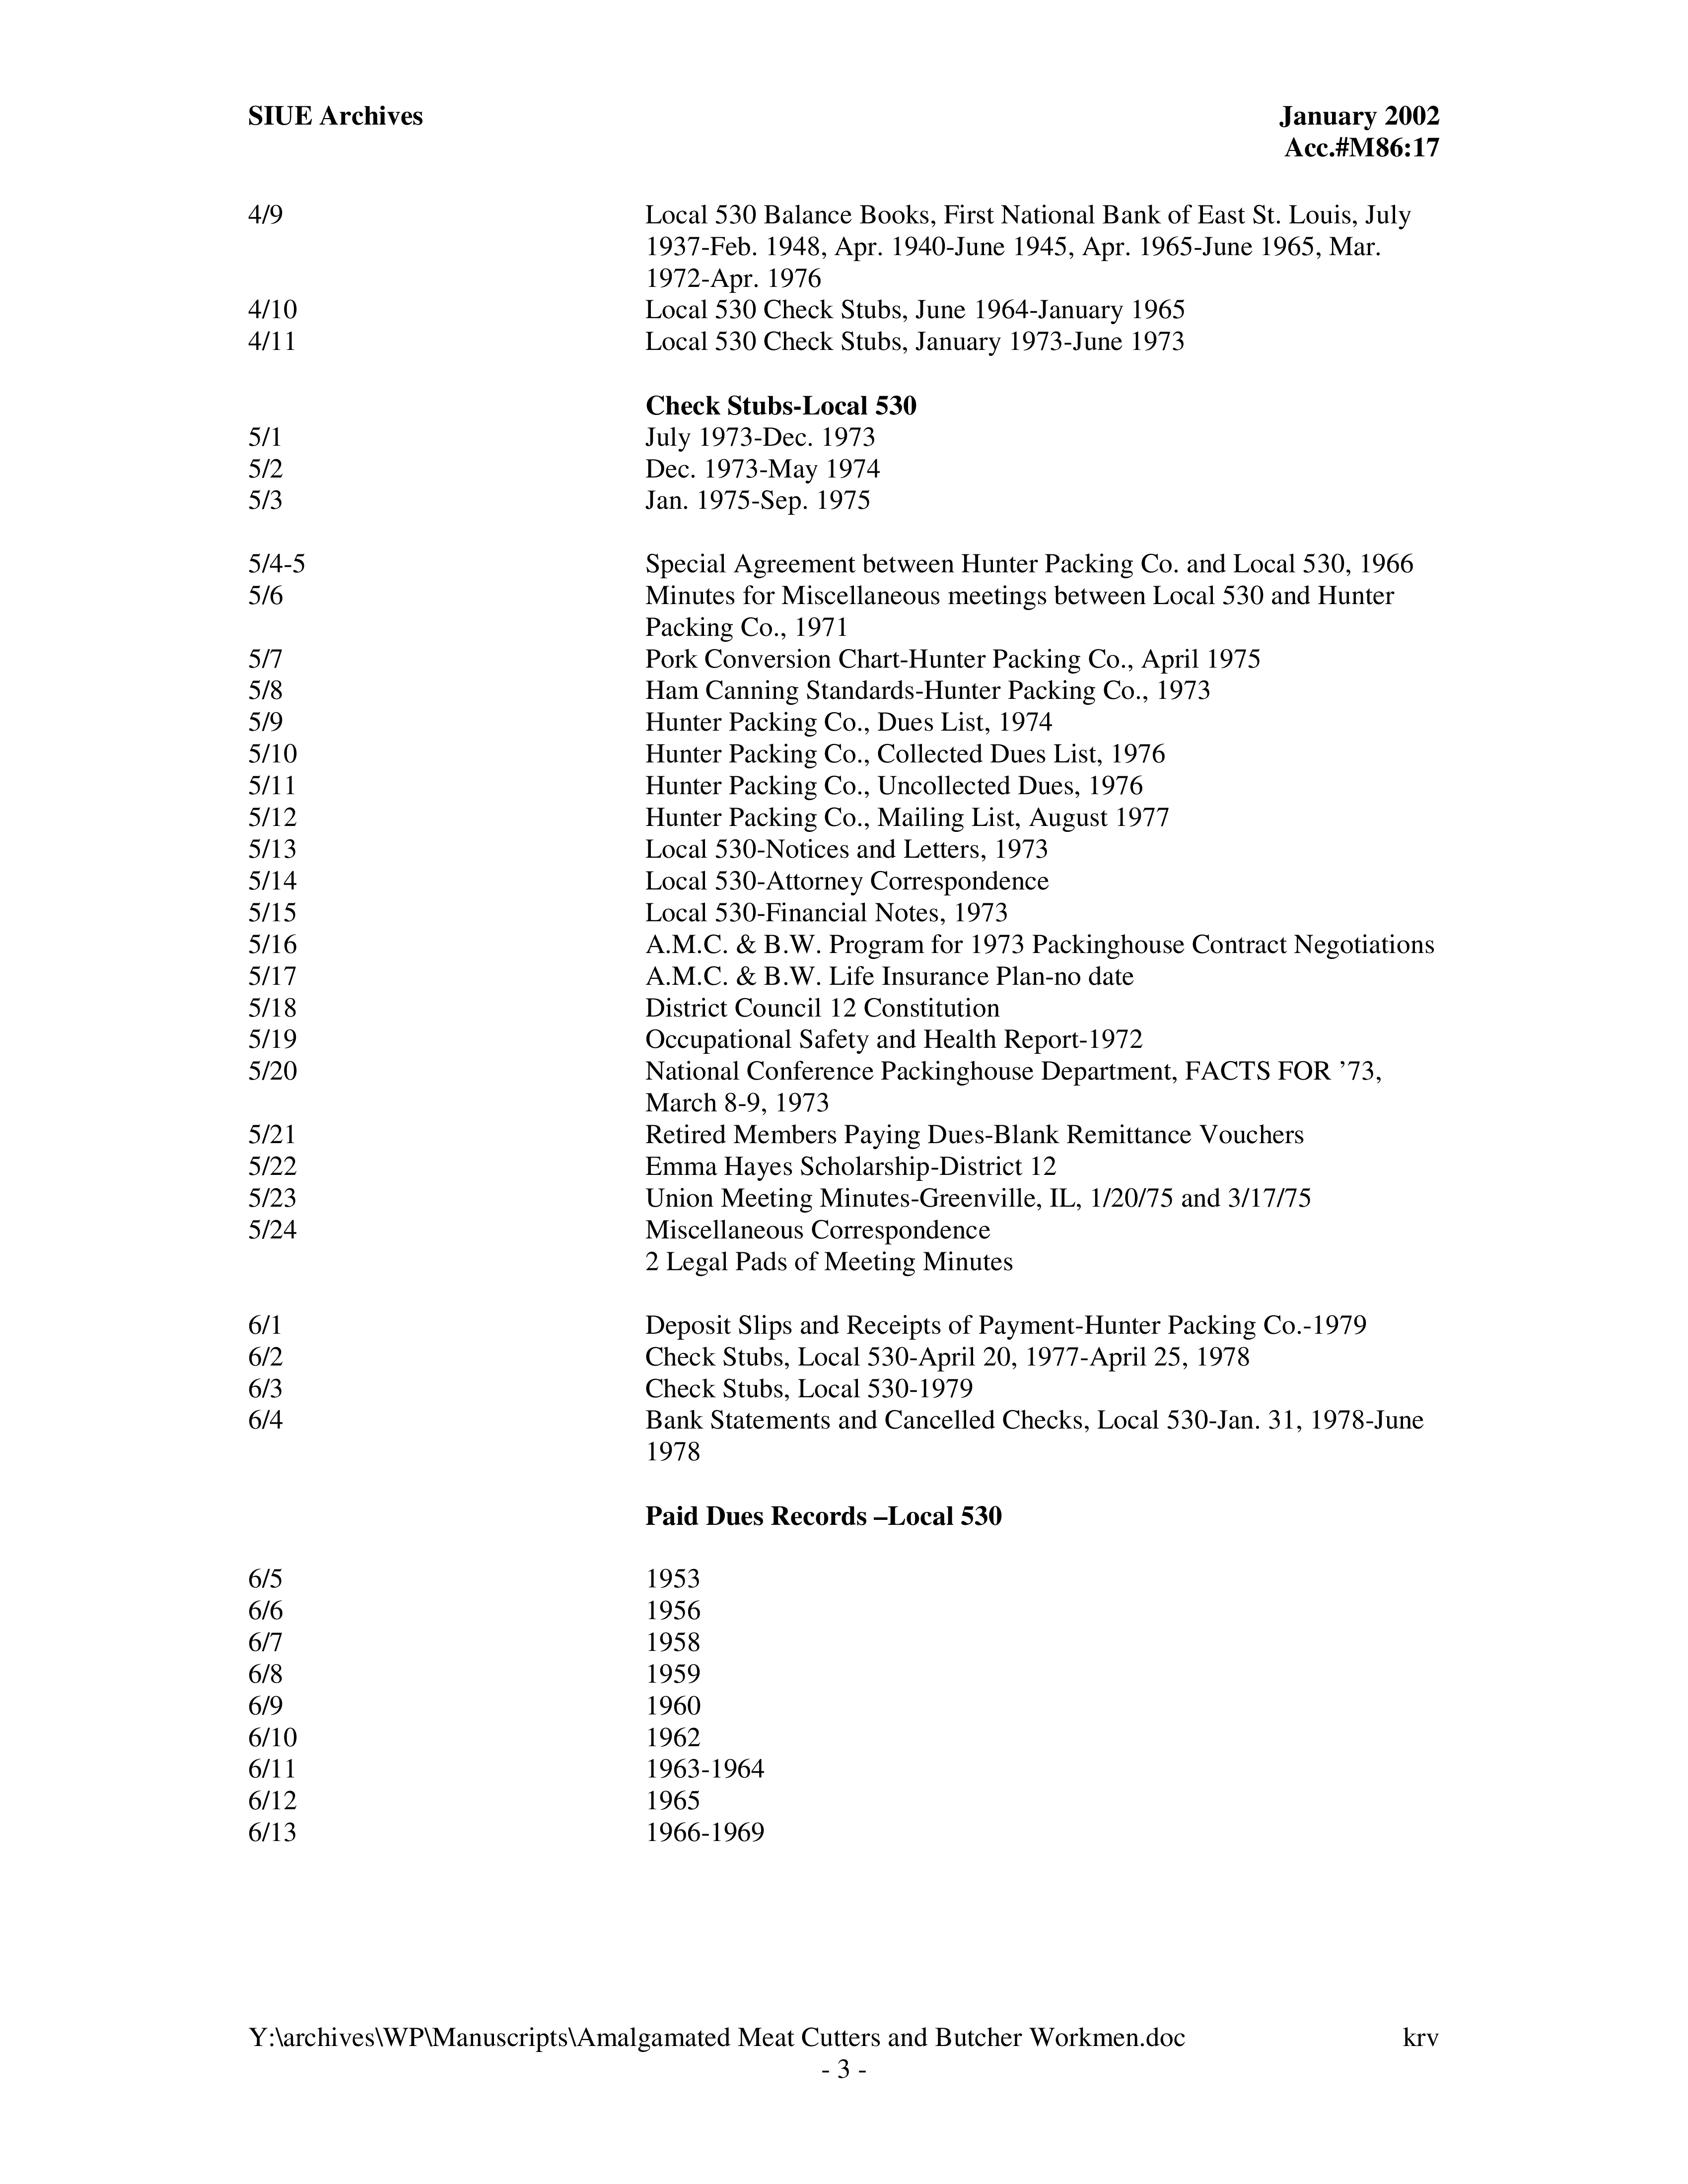 SIUE Archives January 2002
Acc.#M86:17
4/9 Local 530 Balance Books, First National Bank of East St. Louis, July
1937-Feb. 1948, Apr. 1940-June 1945, Apr. 1965-June 1965, Mar.
1972-Apr. 1976
4/10 Local 530 Check Stubs, June 1964-January 1965
4/11 Local 530 Check Stubs, January 1973-June 1973
Check Stubs-Local 530
5/1 July 1973-Dec. 1973
5/2 Dec. 1973-May 1974
5/3 Jan. 1975-Sep. 1975
5/4-5 Special Agreement between Hunter Packing Co. and Local 530, 1966
5/6 Minutes for Miscellaneous meetings between Local 530 and Hunter
Packing Co., 1971
5/7 Pork Conversion Chart-Hunter Packing Co., April 1975
5/8 Ham Canning Standards-Hunter Packing Co., 1973
5/9 Hunter Packing Co., Dues List, 1974
5/10 Hunter Packing Co., Collected Dues List, 1976
5/11 Hunter Packing Co., Uncollected Dues, 1976
5/12 Hunter Packing Co., Mailing List, August 1977
5/13 Local 530-Notices and Letters, 1973
5/14 Local 530-Attorney Correspondence
5/15 Local 530-Financial Notes, 1973
5/16 A.M.C. & B.W. Program for 1973 Packinghouse Contract Negotiations
5/17 A.M.C. & B.W. Life Insurance Plan-no date
5/18 District Council 12 Constitution
5/19 Occupational Safety and Health Report-1972
5/20 National Conference Packinghouse Department, FACTS FOR ’73,
March 8-9, 1973
5/21 Retired Members Paying Dues-Blank Remittance Vouchers
5/22 Emma Hayes Scholarship-District 12
5/23 Union Meeting Minutes-Greenville, IL, 1/20/75 and 3/17/75
5/24 Miscellaneous Correspondence
2 Legal Pads of Meeting Minutes
6/1 Deposit Slips and Receipts of Payment-Hunter Packing Co.-1979
6/2 Check Stubs, Local 530-April 20, 1977-April 25, 1978
6/3 Check Stubs, Local 530-1979
6/4 Bank Statements and Cancelled Checks, Local 530-Jan. 31, 1978-June
1978
Paid Dues Records –Local 530
6/5 1953
6/6 1956
6/7 1958
6/8 1959
6/9 1960
6/10 1962
6/11 1963-1964
6/12 1965
6/13 1966-1969
Y:\archives\WP\Manuscripts\Amalgamated Meat Cutters and Butcher Workmen.doc krv
- 3 -